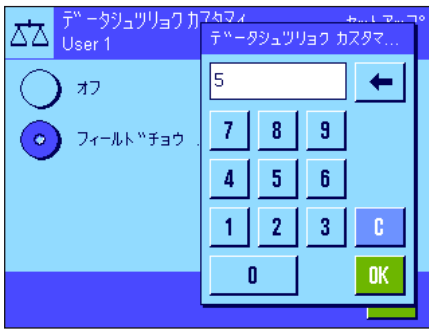 データシュツリョク カスタマイ
User 1
セットアップ
データシュツリョク カスタマ...
オフ
フィールドチョウ
5
7 8 9
4 5 6
1 2 3 C
0 OK